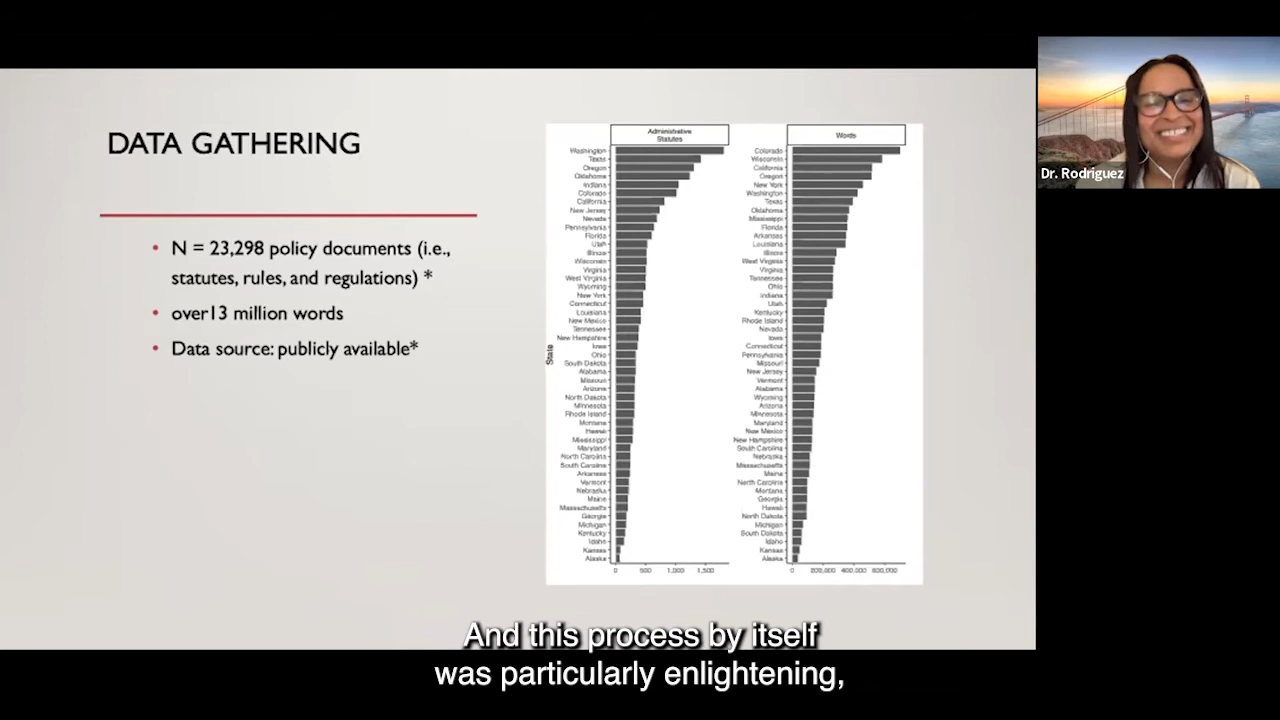 DATA GATHERING
• N = 23,298 policy documents (i.e.,
statutes, rules, and regulations) *
• over13 million words
• Data source: publicly available*
Administrative
Statutes
State
Washington
Texas
Oregon
Oklahoma
Indiana
Colorado
California
New Jersey
Nevada
Pennsylvania
Florida
Utah
Illinois
Wisconsin
Virginia
West Virginia
Wyoming
New York
Connecticut
Louisiana
New Mexico
Tennessee
New Hampshire
Iowa
Ohio
South Dakota
Alabama
Missouri
Arizona
North Dakota
Minnesota
Rhode Island
Montana
Hawaii
Mississippi
Maryland
North Carolina
South Carolina
Arkansas
Vermont
Nebraska
Maine
Massachusetts
Georgia
Michigan
Kentucky
Idaho
Kansas
Alaska
0 500 1,000 1,500
Words
Colorado
Wisconsin
California
Oregon
New York
Washington
Texas
Oklahoma
Mississippi
Florida
Arkansas
Louisiana
Illinois
West Virginia
Virginia
Tennessee
Ohio
Indiana
Utah
Kentucky
Rhode Island
Nevada
Iowa
Connecticut
Pennsylvania
Missouri
New Jersey
Vermont
Alabama
Wyoming
Arizona
Minnesota
Maryland
New Mexico
New Hampshire
South Carolina
Nebraska
Massachusetts
Maine
North Carolina
Montana
Georgia
Hawaii
North Dakota
Michigan
South Dakota
Idaho
Kansas
Alaska
0 200,000 400,000 600,000
Dr. Rodriguez
And this process by itself
was particularly enlightening,